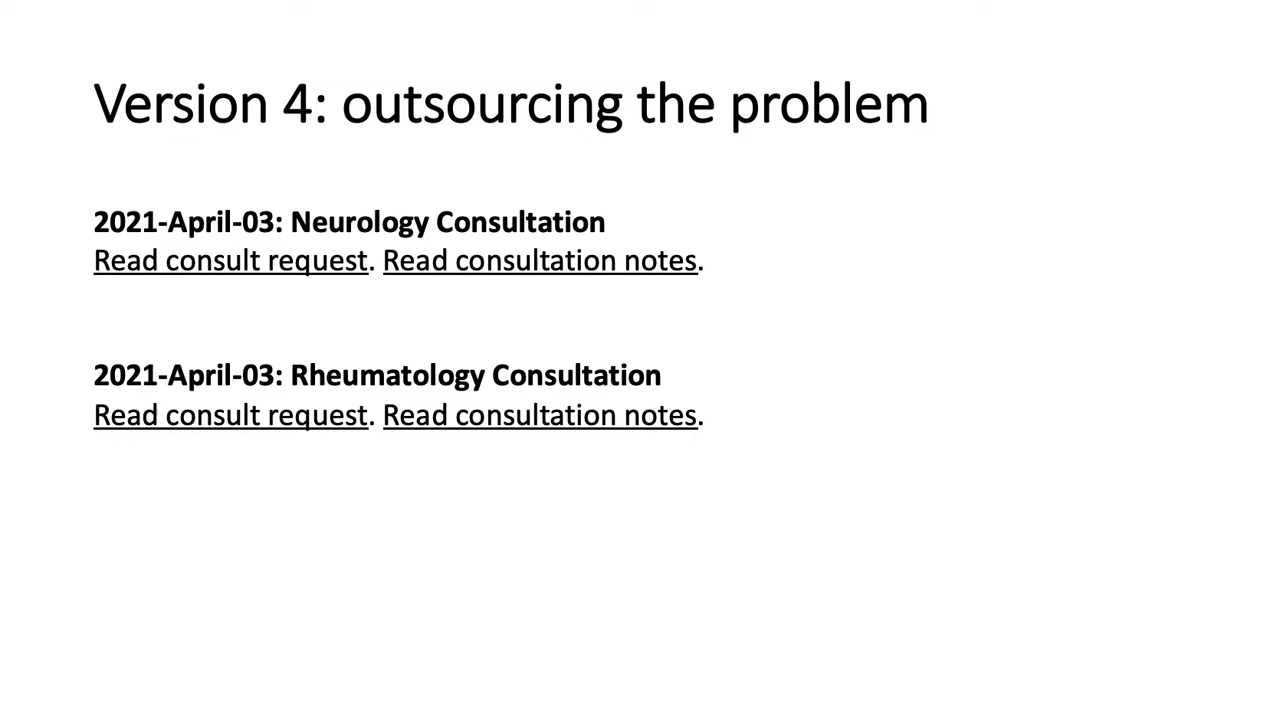 Version 4: outsourcing the problem
2021-April-03: Neurology Consultation
Read consult request. Read consultation notes.
2021-April-03: Rheumatology Consultation
Read consult request. Read consultation notes.